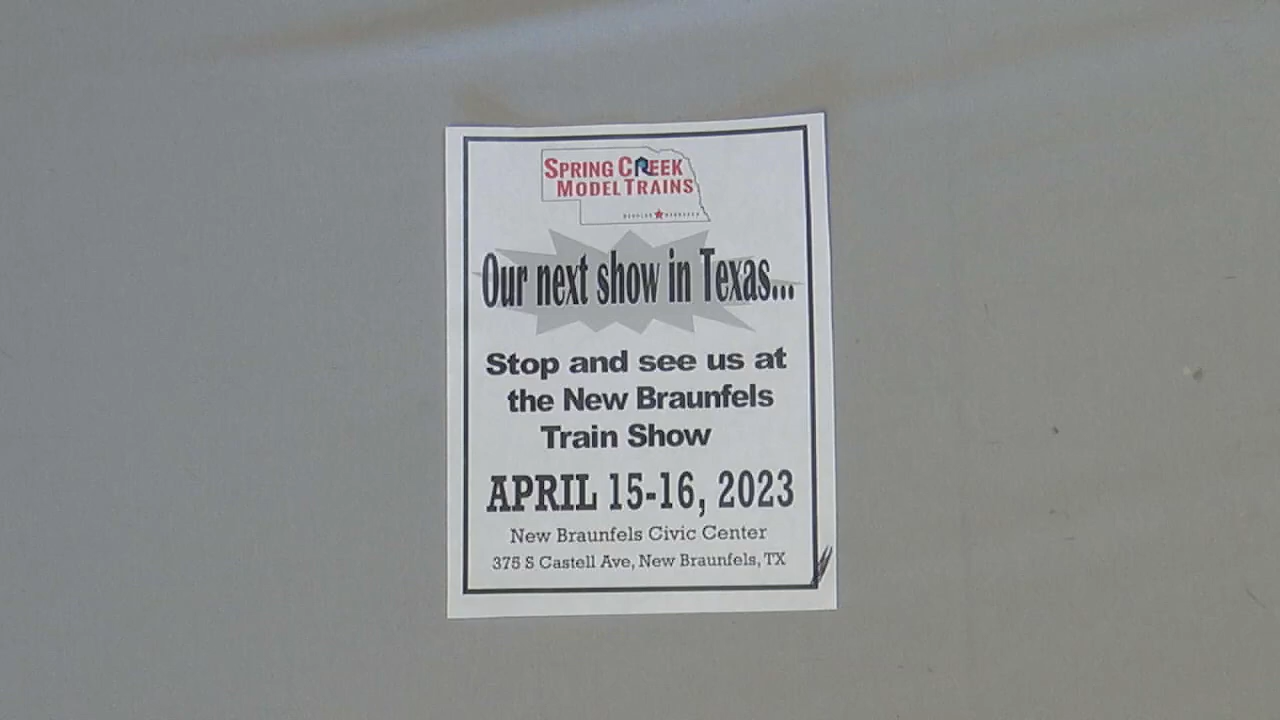 SPRING CREEK
MODEL TRAINS
Our next show in Texas...
Stop and see us at
the New Braunfels
Train Show
APRIL 15-16, 2023
New Braunfels Civic Center
375 S Castell Ave, New Braunfels, TX